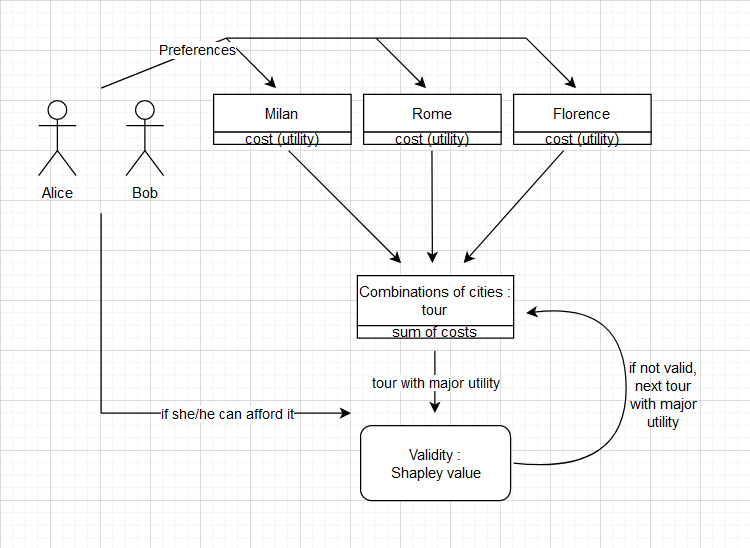 Preferences
Milan
Rome
Florence
cost (utility)
cost (utility)
cost (utility)
Alice
Bob
Combinations of cities :
tour
sum of costs
tour with major utility
if not valid,
next tour
with major
utility
if she/he can afford it
Validity :
Shapley value